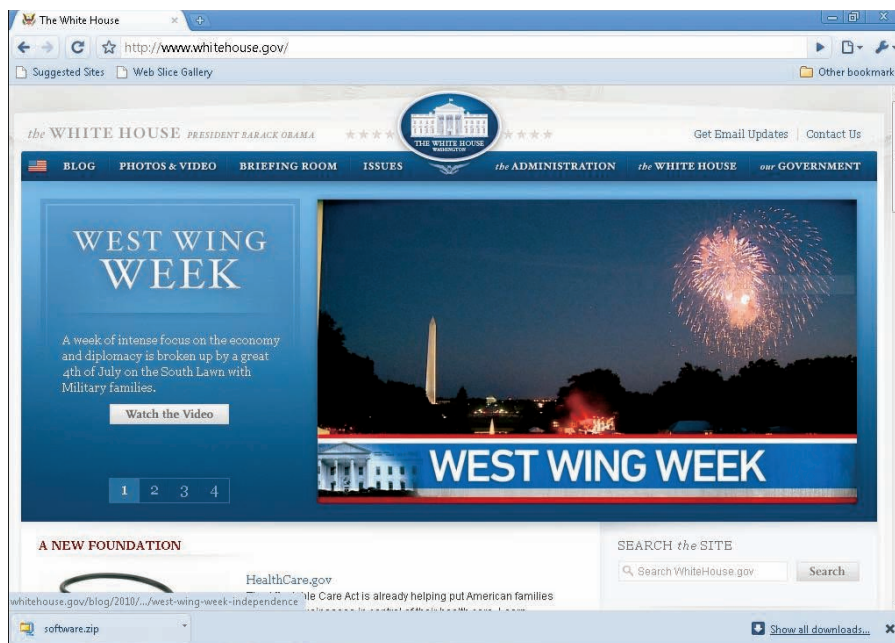 The White House
http://www.whitehouse.gov/
Suggested Sites Web Slice Gallery Other bookmark
the WHITE HOUSE PRESIDENT BARACK OBAMA
THE WHITE HOUSE
WASHINGTON
Get Email Updates Contact Us
BLOG PHOTOS & VIDEO BRIEFING ROOM ISSUES the ADMINISTRATION the WHITE HOUSE our GOVERNMENT
WEST WING
WEEK
A week of intense focus on the economy
and diplomacy is broken up by a great
4th of July on the South Lawn with
Military families.
Watch the Video
1 2 3 4
WEST WING WEEK
A NEW FOUNDATION
SEARCH the SITE
Search WhiteHouse.gov Search
HealthCare.gov
Care Act is already helping put American families
whitehouse.gov/blog/2010/.../west-wing-week-independence
software.zip
Show all downloads...